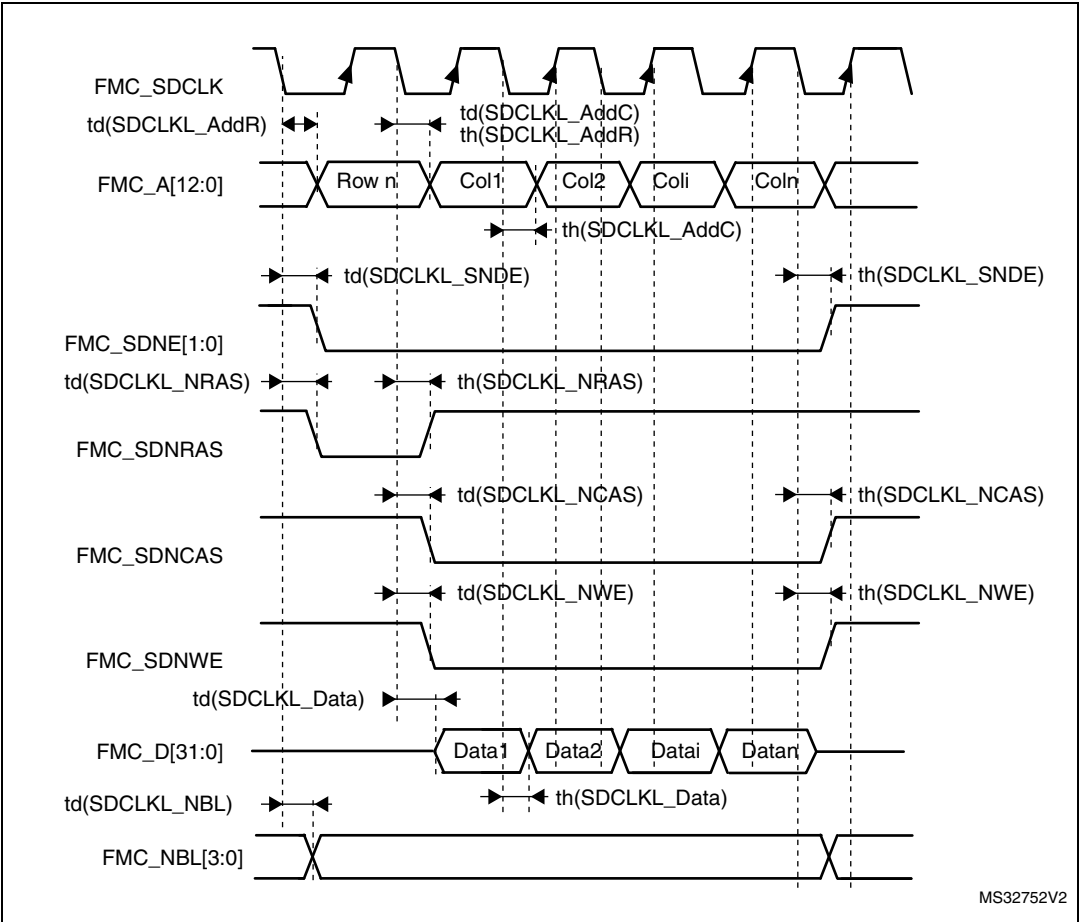 FMC_SDCLK
td(SDCLKL_AddR)
td(SDCLKL_AddC)
th(SDCLKL_AddR)
FMC_A[12:0]
Row n
Col1
Col2
Coli
Coln
th(SDCLKL_AddC)
td(SDCLKL_SNDE)
th(SDCLKL_SNDE)
FMC_SDNE[1:0]
td(SDCLKL_NRAS)
th(SDCLKL_NRAS)
FMC_SDNRAS
td(SDCLKL_NCAS)
th(SDCLKL_NCAS)
FMC_SDNCAS
td(SDCLKL_NWE)
th(SDCLKL_NWE)
FMC_SDNWE
td(SDCLKL_Data)
FMC_D[31:0]
Data1
Data2
Datai
Datan
td(SDCLKL_NBL)
th(SDCLKL_Data)
FMC_NBL[3:0]
MS32752V2